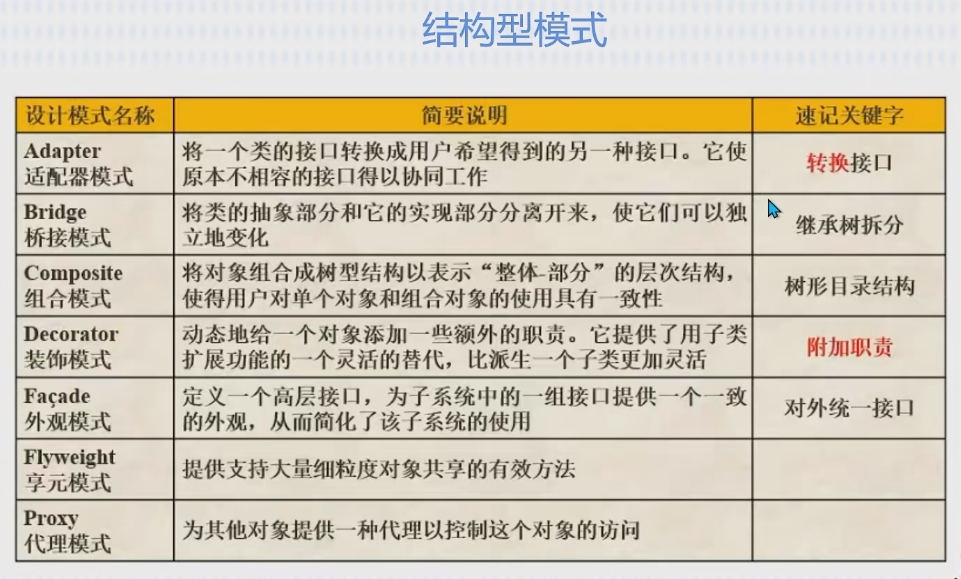 结构型模式
设计模式名称 简要说明 速记关键字
Adapter
适配器模式
将一个类的接口转换成用户希望得到的另一种接口。它使
原本不相容的接口得以协同工作
转换接口
Bridge
桥接模式
将类的抽象部分和它的实现部分分离开来，使它们可以独
立地变化
继承树拆分
Composite
组合模式
将对象组合成树型结构以表示“整体-部分”的层次结构，
使得用户对单个对象和组合对象的使用具有一致性
树形目录结构
Decorator
装饰模式
动态地给一个对象添加一些额外的职责。它提供了用子类
扩展功能的一个灵活的替代，比派生一个子类更加灵活
附加职责
Façade
外观模式
定义一个高层接口，为子系统中的一组接口提供一个一致
的外观，从而简化了该子系统的使用
对外统一接口
Flyweight
享元模式
提供支持大量细粒度对象共享的有效方法
Proxy
代理模式
为其他对象提供一种代理以控制这个对象的访问